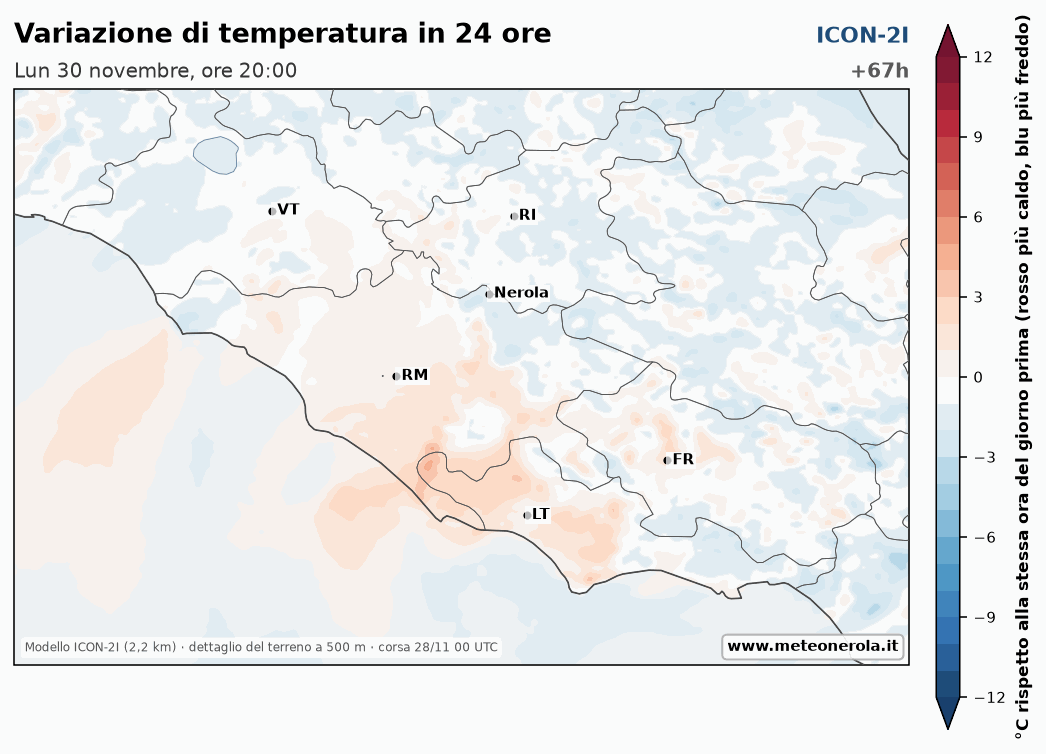 Variazione di temperatura in 24 ore
ICON-2I
Lun 30 novembre, ore 20:00
+67h
VT
RI
Nerola
RM
FR
LT
Modello ICON-2I (2,2 km) · dettaglio del terreno a 500 m · corsa 28/11 00 UTC
www.meteonerola.it
12
9
6
3
0
−3
−6
−9
−12
°C rispetto alla stessa ora del giorno prima (rosso più caldo, blu più freddo)